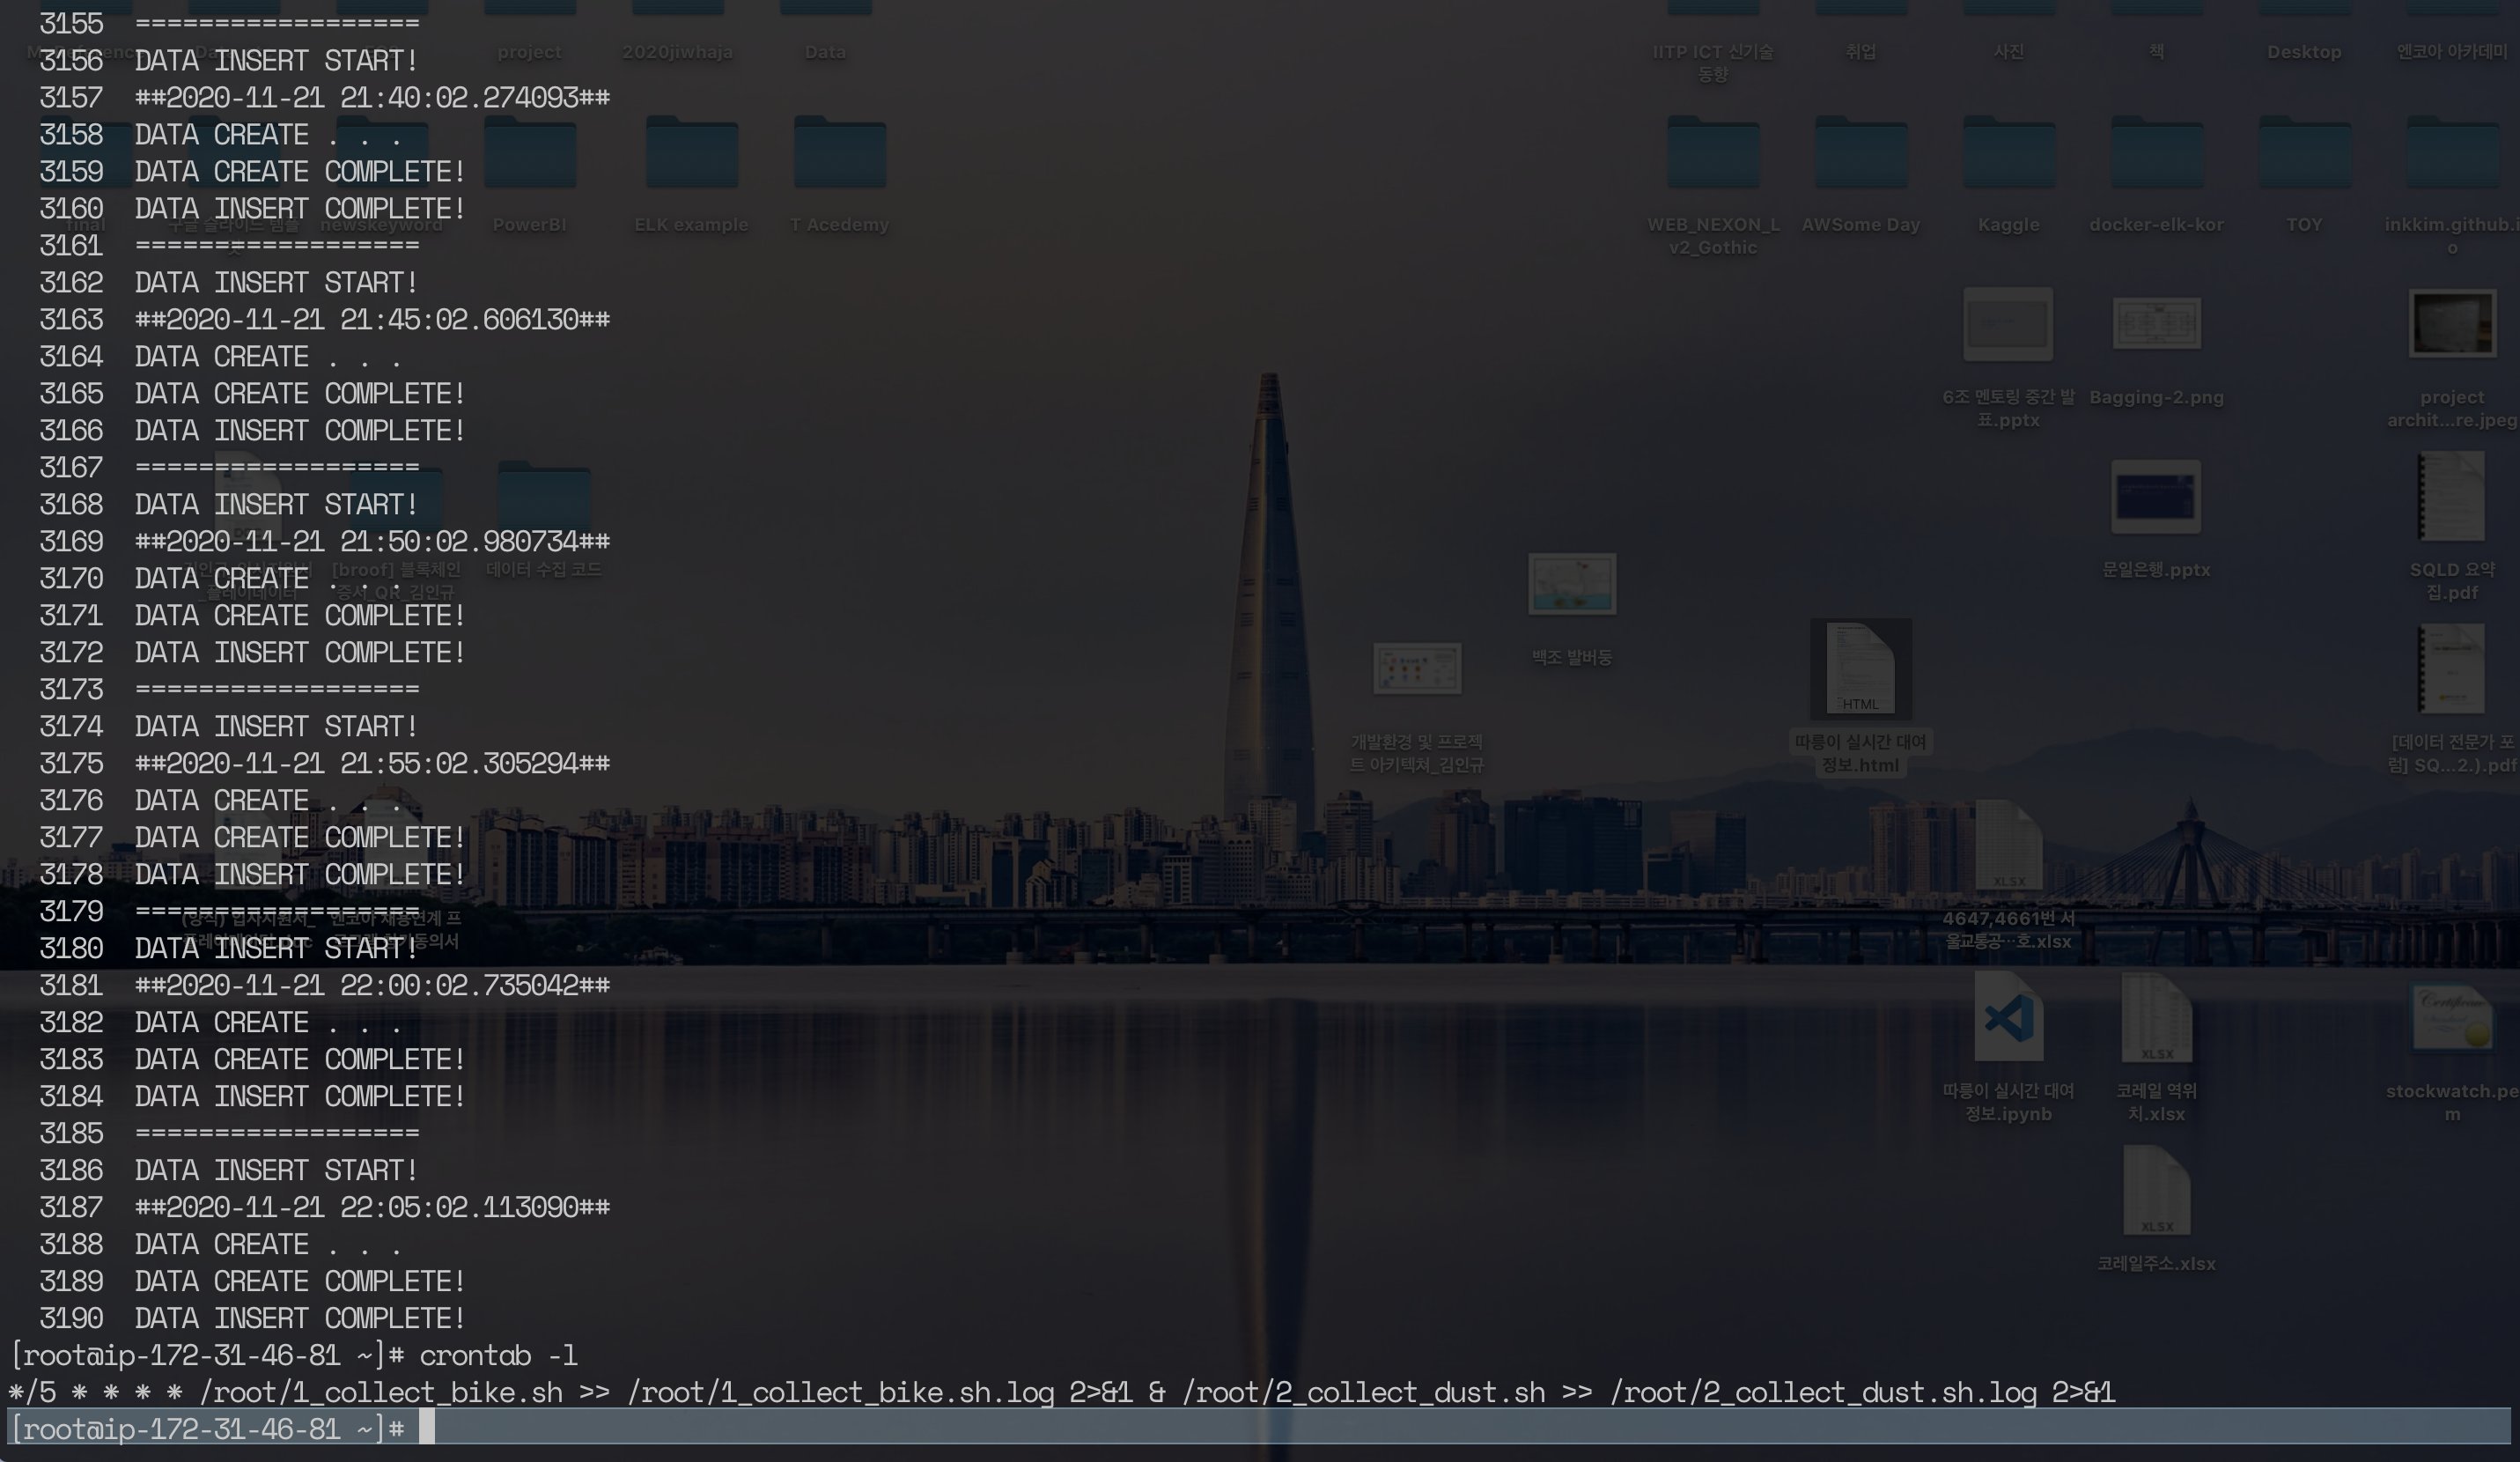 3155 ==================
3156 DATA INSERT START!
3157 ##2020-11-21 21:40:02.274093##
3158 DATA CREATE . . .
3159 DATA CREATE COMPLETE!
3160 DATA INSERT COMPLETE!
3161 ==================
3162 DATA INSERT START!
3163 ##2020-11-21 21:45:02.606130##
3164 DATA CREATE . . .
3165 DATA CREATE COMPLETE!
3166 DATA INSERT COMPLETE!
3167 ==================
3168 DATA INSERT START!
3169 ##2020-11-21 21:50:02.980734##
3170 DATA CREATE . . .
3171 DATA CREATE COMPLETE!
3172 DATA INSERT COMPLETE!
3173 ==================
3174 DATA INSERT START!
3175 ##2020-11-21 21:55:02.305294##
3176 DATA CREATE . . .
3177 DATA CREATE COMPLETE!
3178 DATA INSERT COMPLETE!
3179 ==================
3180 DATA INSERT START!
3181 ##2020-11-21 22:00:02.735042##
3182 DATA CREATE . . .
3183 DATA CREATE COMPLETE!
3184 DATA INSERT COMPLETE!
3185 ==================
3186 DATA INSERT START!
3187 ##2020-11-21 22:05:02.113090##
3188 DATA CREATE . . .
3189 DATA CREATE COMPLETE!
3190 DATA INSERT COMPLETE!
[root@ip-172-31-46-81 ~]# crontab -l
*/5 * * * * /root/1_collect_bike.sh >> /root/1_collect_bike.sh.log 2>&1 & /root/2_collect_dust.sh >> /root/2_collect_dust.sh.log 2>&1
[root@ip-172-31-46-81 ~]#
project
2020jiwhaja
Data
IITP ICT 신기술
동향
취업
사진
책
Desktop
엔코아 아카데미
final
newskeyword
PowerBI
ELK example
T Acedemy
WEB_NEXON_L
v2_Gothic
AWSome Day
Kaggle
docker-elk-kor
TOY
inkkim.github.i
o
6조 멘토링 중간 발
표.pptx
Bagging-2.png
project
archit...re.jpeg
[broof] 블록체인
증서_QR_김인규
데이터 수집 코드
문일은행.pptx
SQLD 요약
집.pdf
백조 발버둥
HTML
개발환경 및 프로젝
트 아키텍처_김인규
따릉이 실시간 대여
정보.html
[데이터 전문가 포
럼] SQ...2.).pdf
XLSX
4647,4661번 서
울교통공…호.xlsx
따릉이 실시간 대여
정보.ipynb
XLSX
코레일 역위
치.xlsx
stockwatch.pe
m
XLSX
코레일주소.xlsx